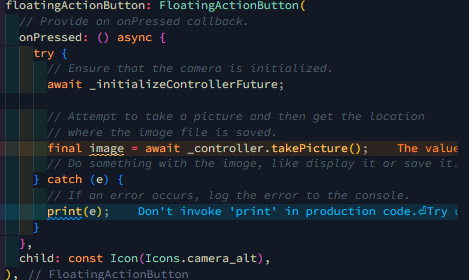 floatingActionButton: FloatingActionButton(
// Provide an onPressed callback.
onPressed: () async {
try {
// Ensure that the camera is initialized.
await _initializeControllerFuture;
// Attempt to take a picture and then get the location
// where the image file is saved.
final image = await _controller.takePicture(); The value
// Do something with the image, like display it or save it.
} catch (e) {
// If an error occurs, log the error to the console.
print(e); Don't invoke 'print' in production code.⏎Try u
}
},
child: const Icon(Icons.camera_alt),
), // FloatingActionButton